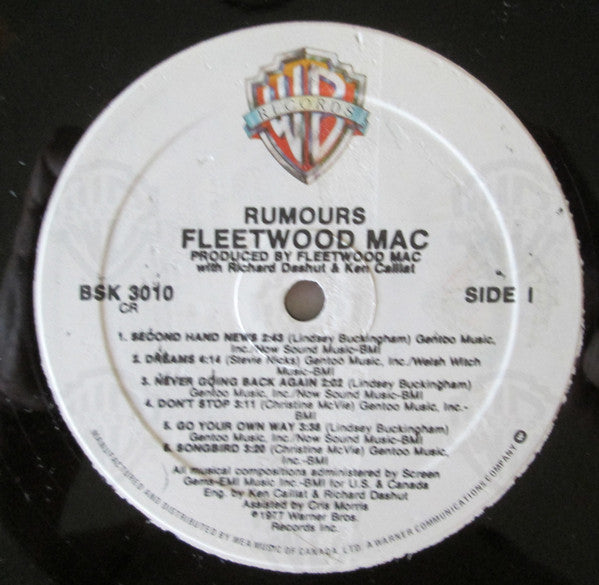 WB
RECORDS
RUMOURS
FLEETWOOD MAC
PRODUCED BY FLEETWOOD MAC
with Richard Dashut & Ken Caillat
BSK 3010
CR
SIDE 1
1. SECOND HAND NEWS 2:43 (Lindsey Buckingham) Gentoo Music,
Inc./Now Sound Music-BMI
2. DREAMS 4:14 (Stevie Nicks) Gentoo Music, Inc./Welsh Witch
Music-BMI
3. NEVER GOING BACK AGAIN 2:02 (Lindsey Buckingham)
Gentoo Music, Inc./Now Sound Music-BMI
4. DON'T STOP 3:11 (Christine McVie) Gentoo Music, Inc.-
BMI
5. GO YOUR OWN WAY 3:38 (Lindsey Buckingham)
Gentoo Music, Inc./Now Sound Music-BMI
6. SONGBIRD 3:20 (Christine McVie) Gentoo Music,
Inc.-BMI
All musical compositions administered by Screen
Gems-EMI Music Inc.-BMI for U.S. & Canada
Eng. by Ken Caillat & Richard Dashut
Assisted by Cris Morris
℗1977 Warner Bros.
Records Inc.
MANUFACTURED AND DISTRIBUTED BY WEA MUSIC OF CANADA, LTD. A WARNER COMMUNICATIONS COMPANY